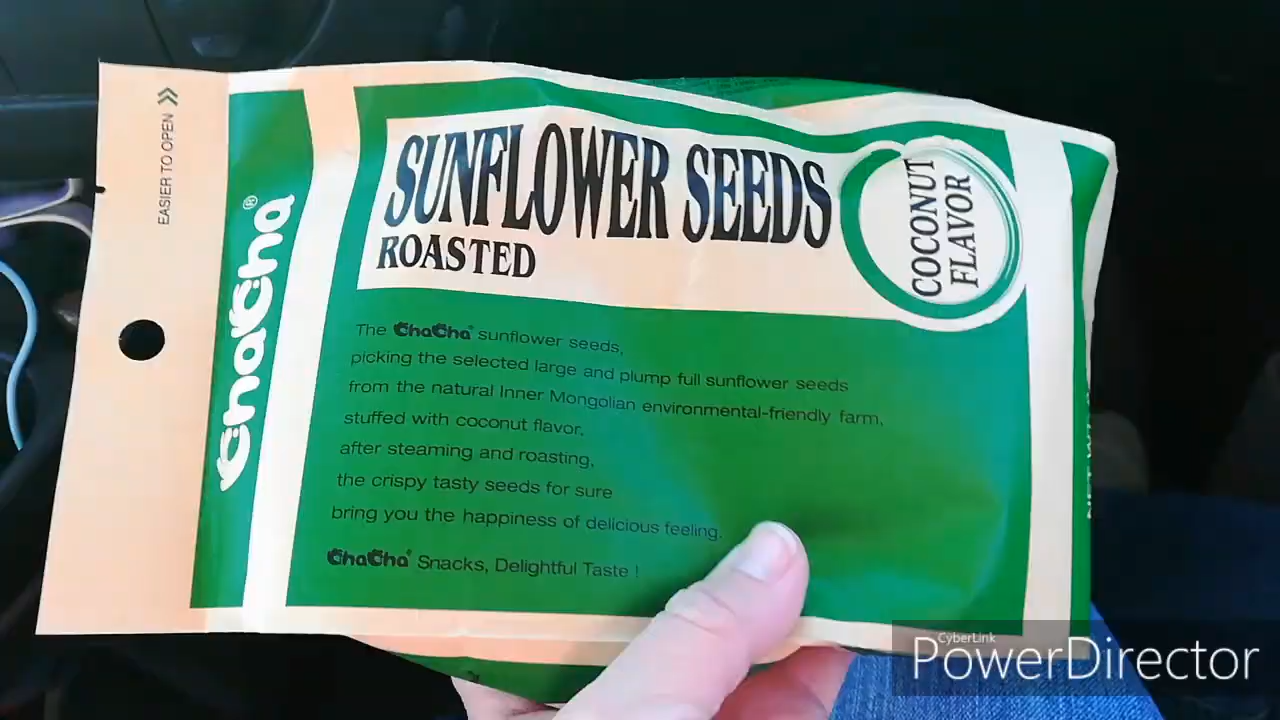 EASIER TO OPEN
ChaCha®
SUNFLOWER SEEDS
ROASTED
COCONUT
FLAVOR
The ChaCha® sunflower seeds,
picking the selected large and plump full sunflower seeds
from the natural Inner Mongolian environmental-friendly farm,
stuffed with coconut flavor,
after steaming and roasting,
the crispy tasty seeds for sure
bring you the happiness of delicious feeling.
ChaCha® Snacks, Delightful Taste !
CyberLink
PowerDirector